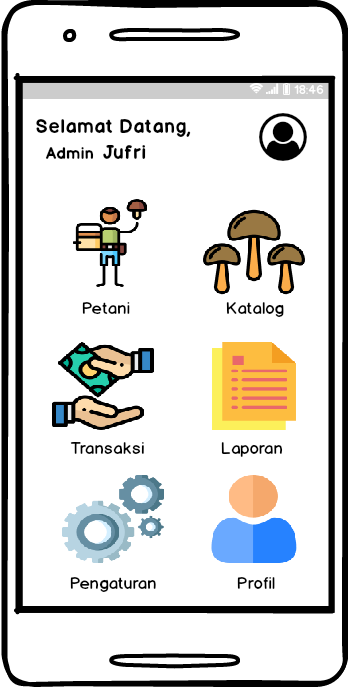 18:46
Selamat Datang,
Admin Jufri
Petani
Katalog
Transaksi
Laporan
Pengaturan
Profil